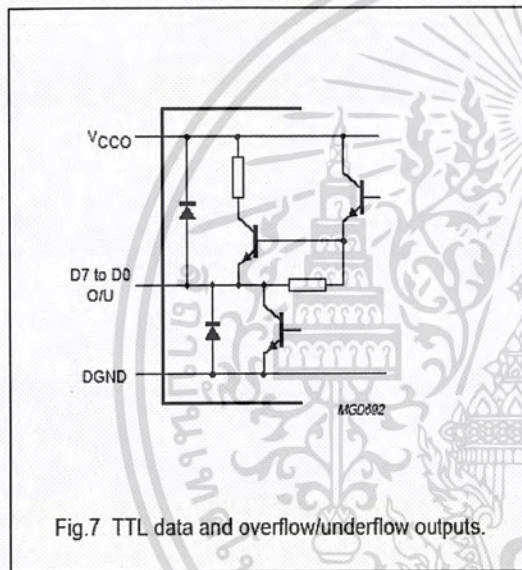 VCCO
D7 to D0
O/U
DGND
MGD692
Fig.7 TTL data and overflow/underflow outputs.